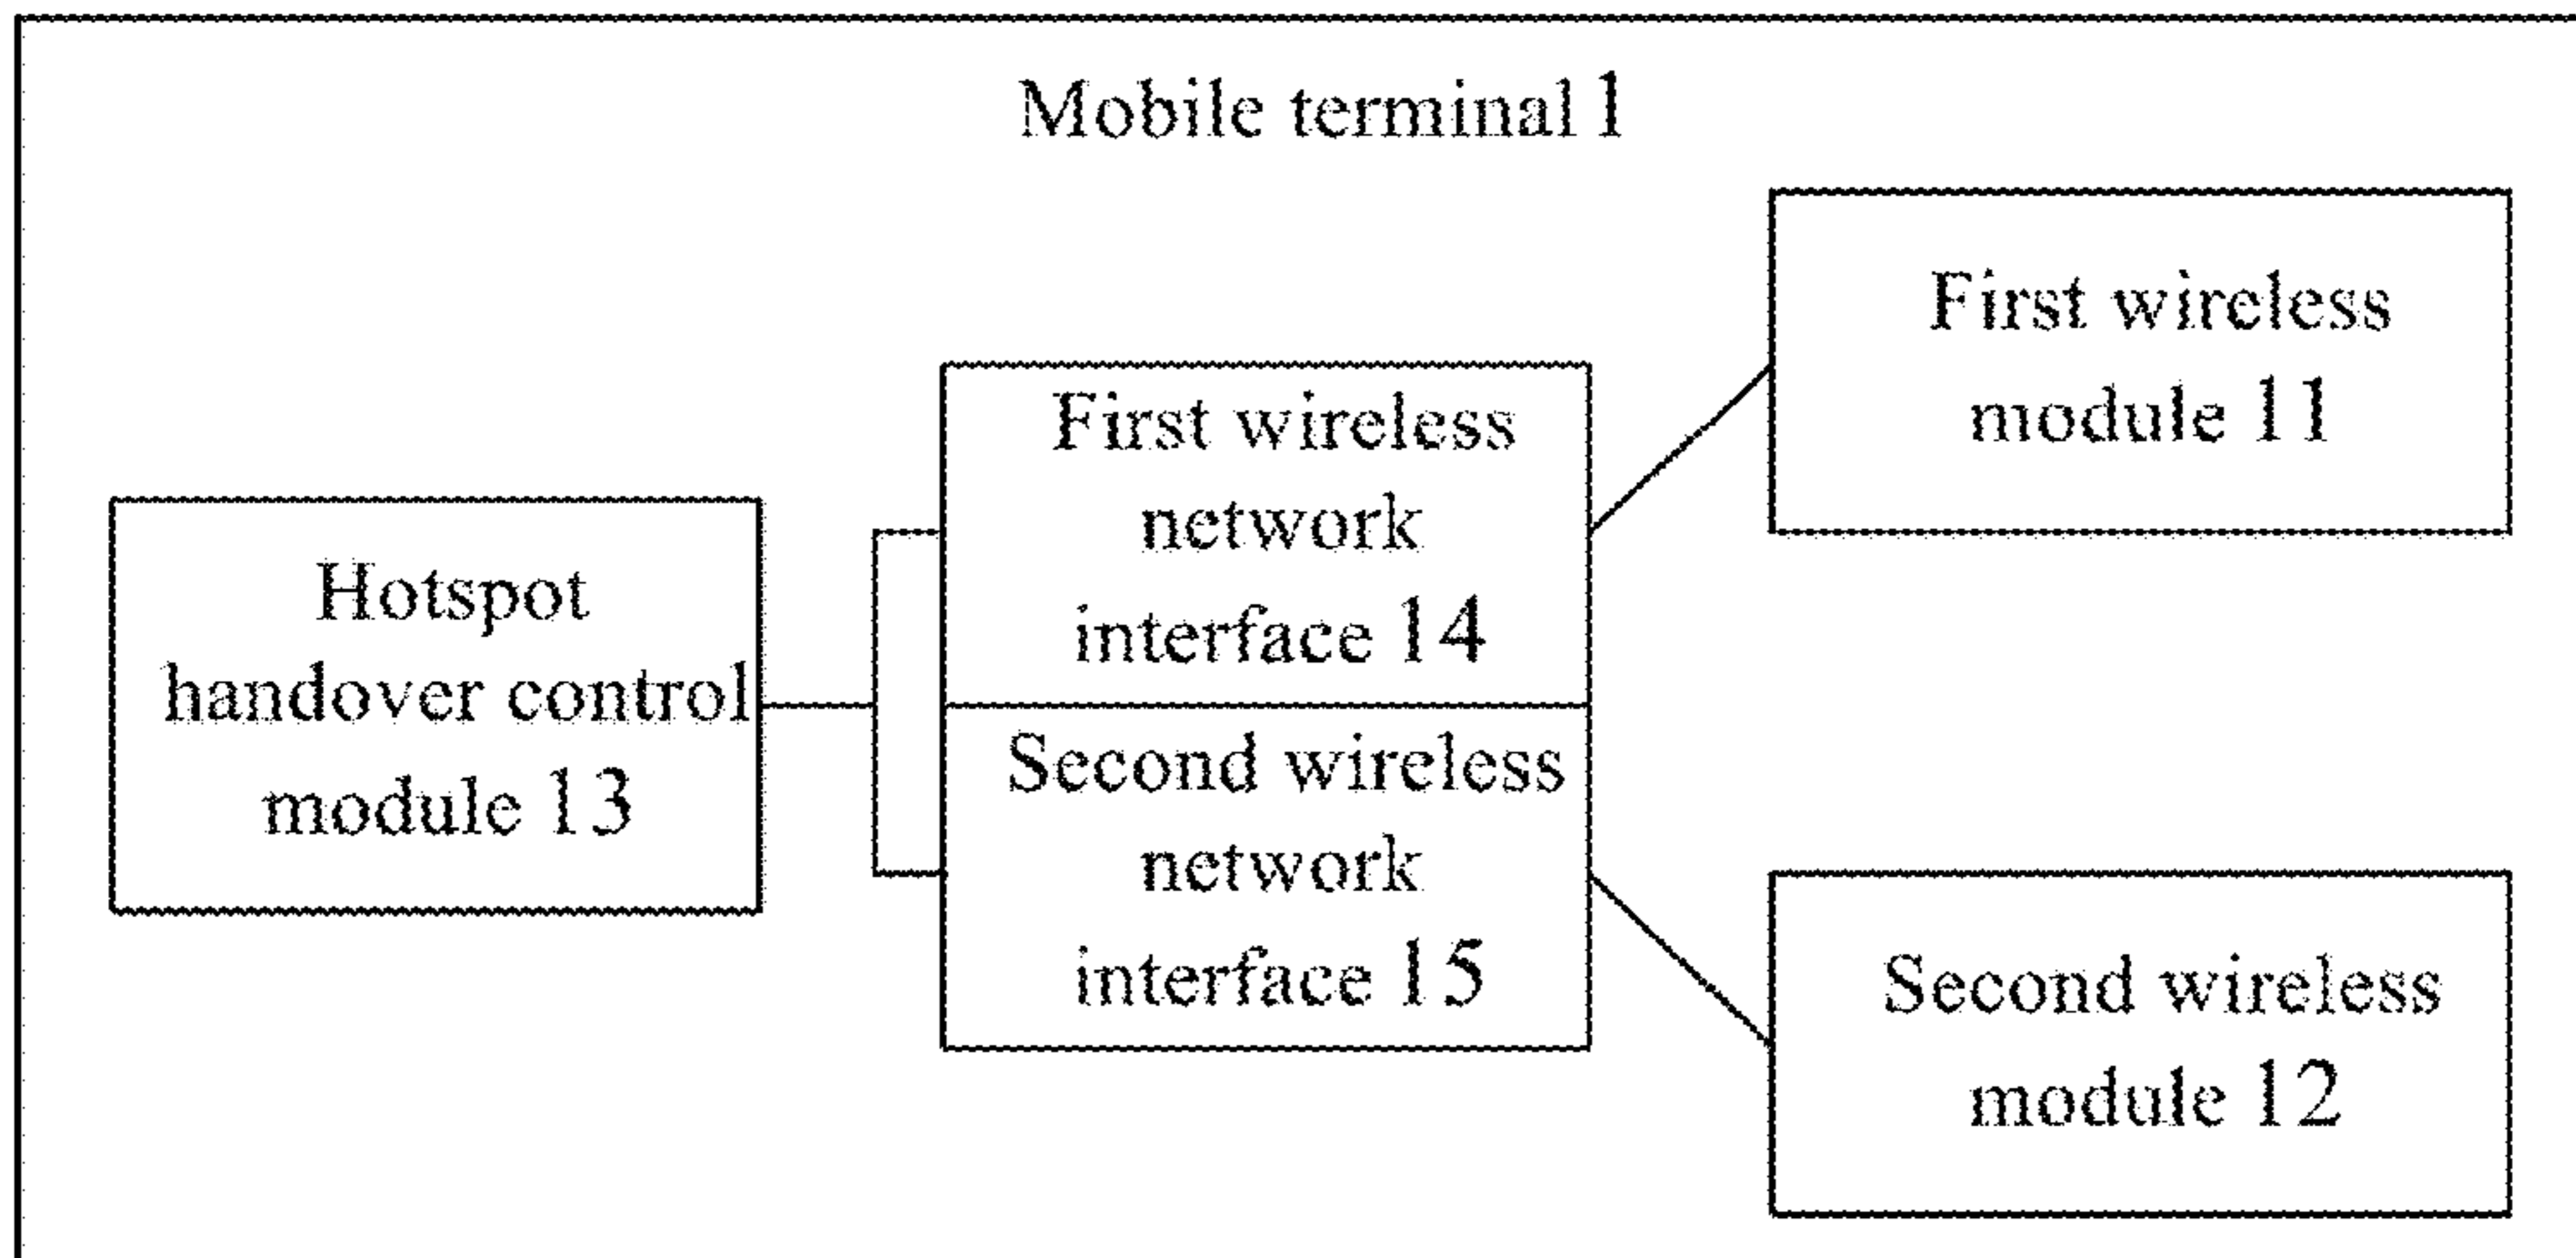 Mobile terminal 1
First wireless
module 11
First wireless
network
interface 14
Hotspot
handover control
module 13
Second wireless
network
interface 15
Second wireless
module 12